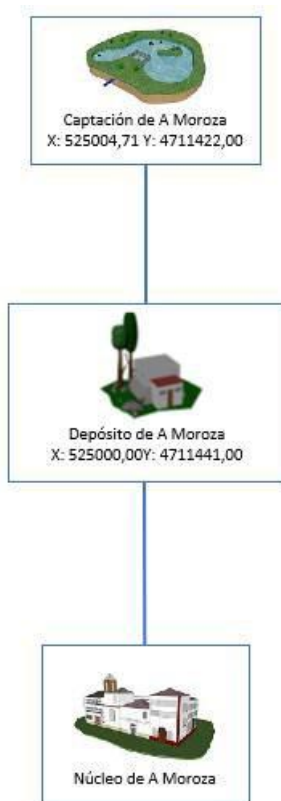 Captación de A Moroza
X: 525004,71 Y: 4711422,00
Depósito de A Moroza
X: 525000,00Y: 4711441,00
Núcleo de A Moroza